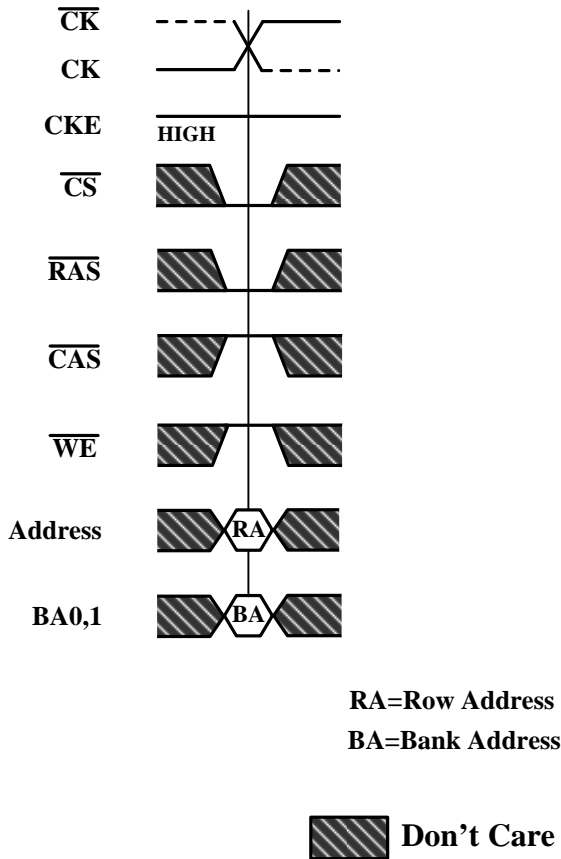 CK
CK
CKE
HIGH
CS
RAS
CAS
WE
Address
RA
BA0,1
BA
RA=Row Address
BA=Bank Address
Don't Care